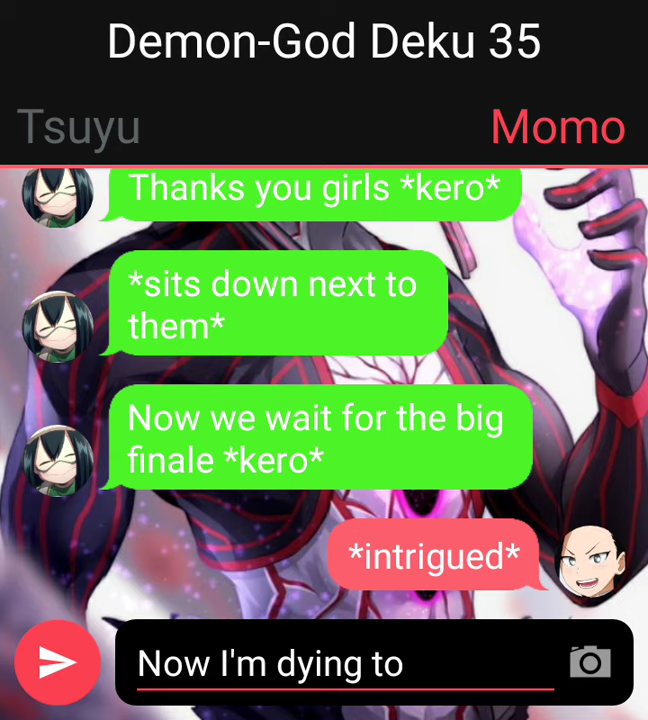 Demon-God Deku 35
Tsuyu
Momo
Thanks you girls *kero*
*sits down next to
them*
Now we wait for the big
finale *kero*
*intrigued*
Now I'm dying to